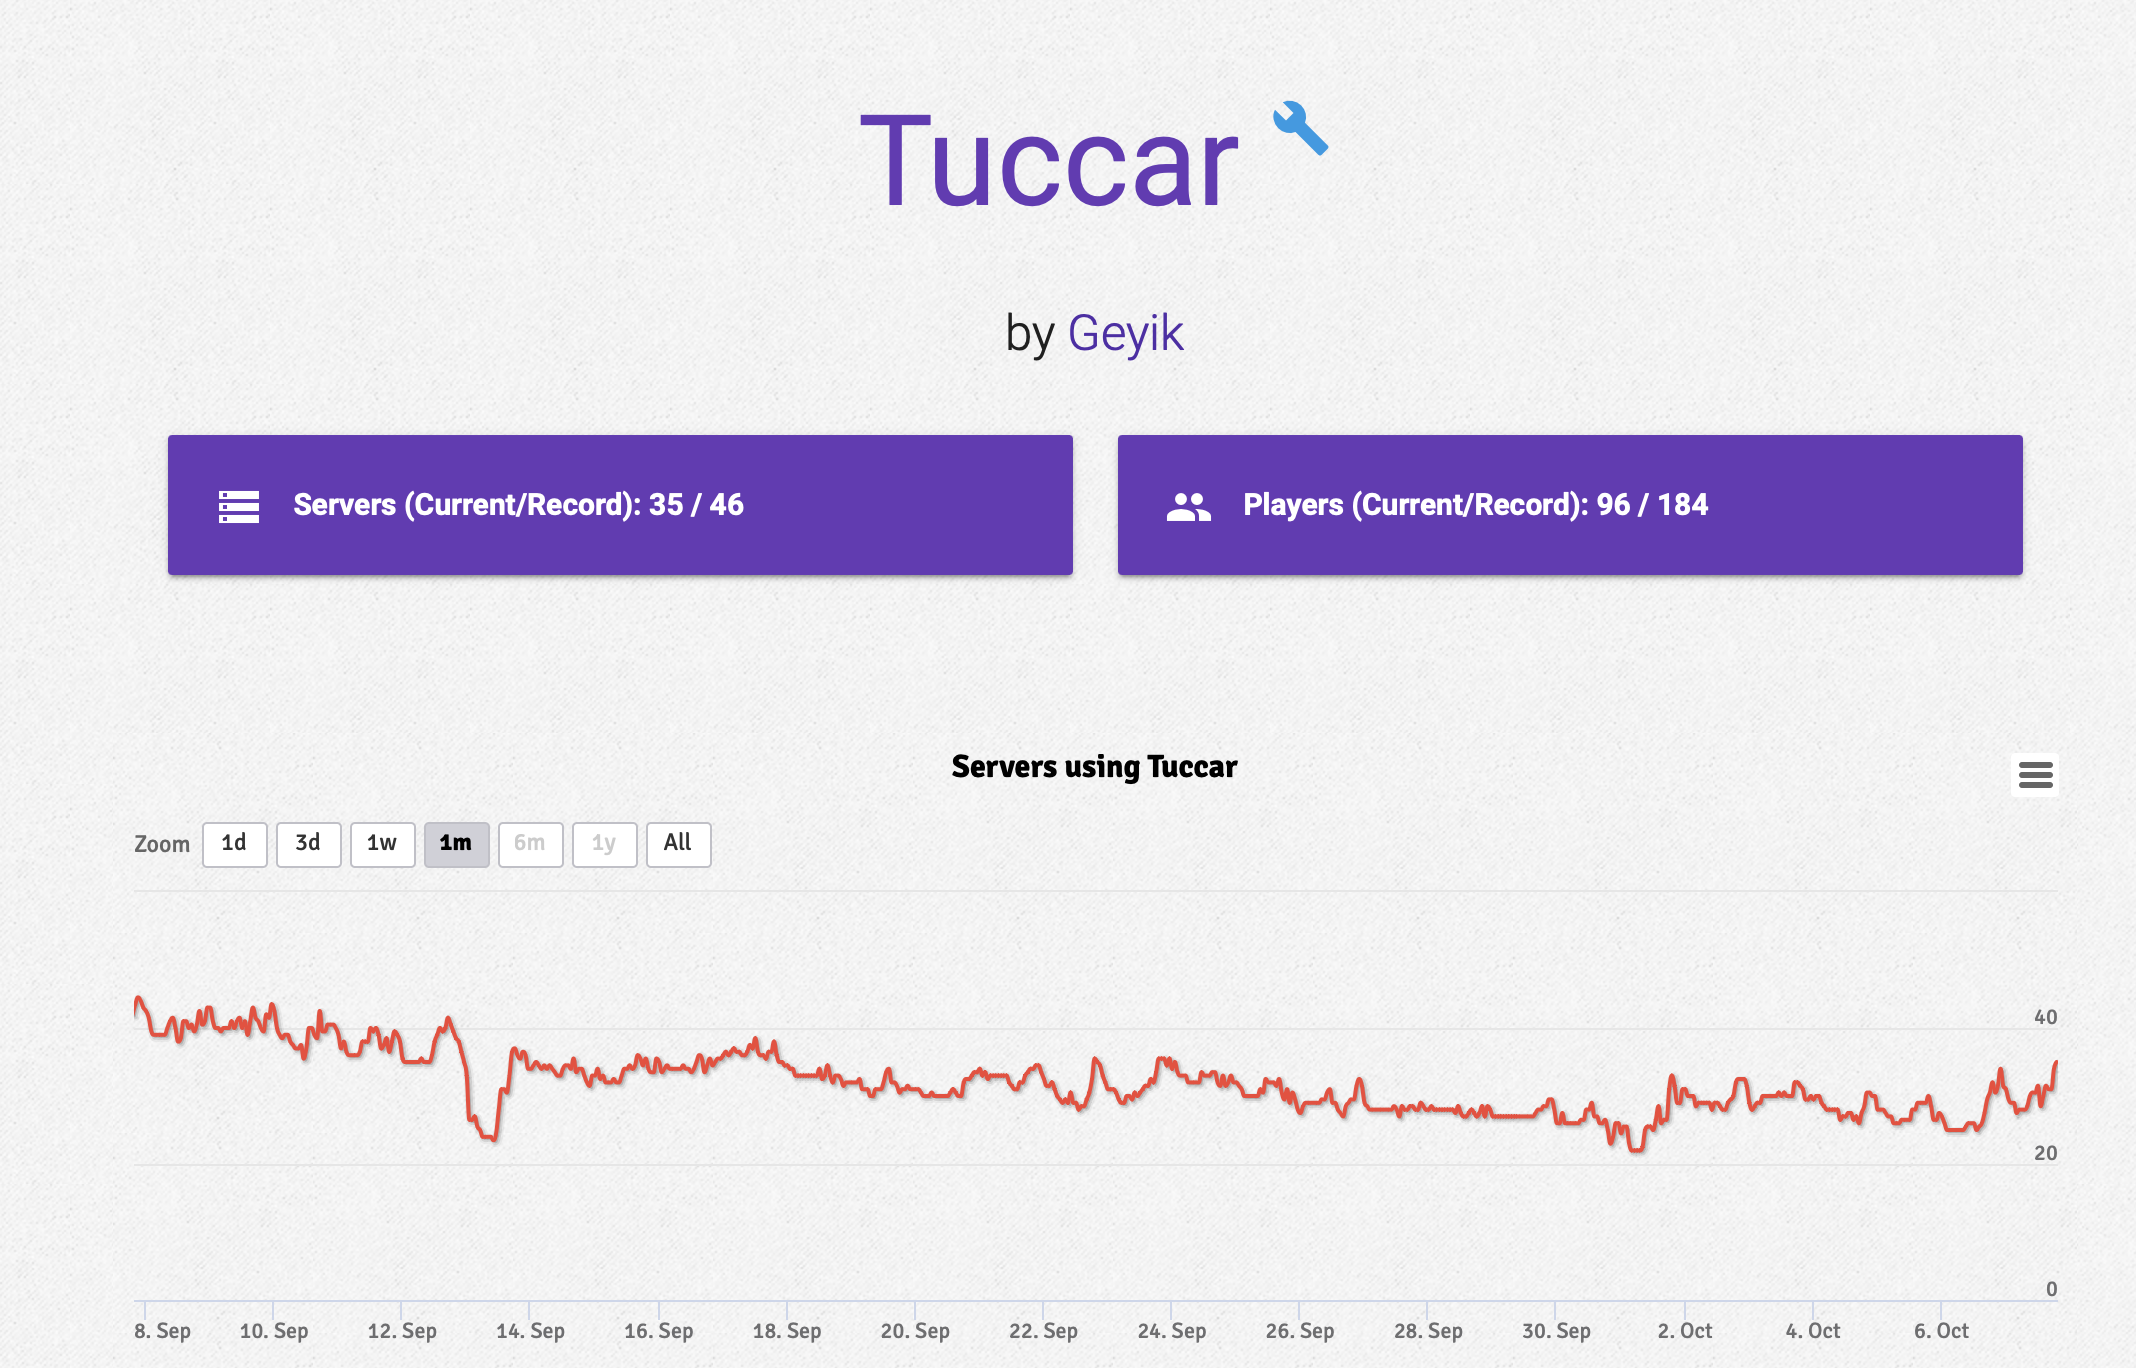 Tuccar
by Geyik
Servers (Current/Record): 35 / 46
Players (Current/Record): 96 / 184
Servers using Tuccar
Zoom 1d 3d 1w 1m 6m 1y All
40
20
0
8. Sep 10. Sep 12. Sep 14. Sep 16. Sep 18. Sep 20. Sep 22. Sep 24. Sep 26. Sep 28. Sep 30. Sep 2. Oct 4. Oct 6. Oct